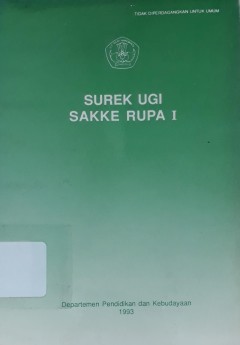 TIDAK DIPERDAGANGKAN UNTUK UMUM
SUREK UGI
SAKKE RUPA I
Departemen Pendidikan dan Kebudayaan
1993